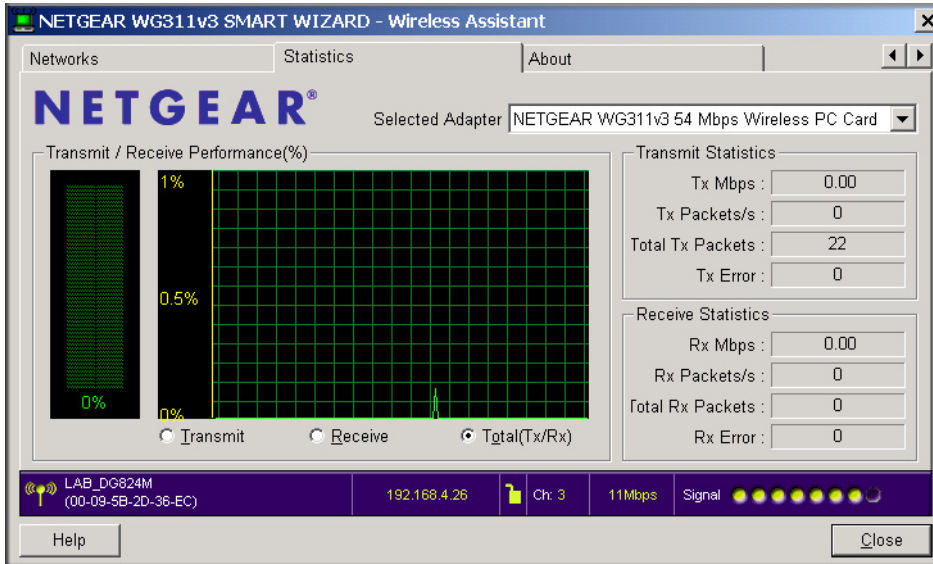 NETGEAR WG311v3 SMART WIZARD - Wireless Assistant
Networks
Statistics
About
NETGEAR®
Selected Adapter
NETGEAR WG311v3 54 Mbps Wireless PC Card
Transmit / Receive Performance(%)
1%
0.5%
0%
0%
Transmit
Receive
Total(Tx/Rx)
Transmit Statistics
Tx Mbps : 0.00
Tx Packets/s : 0
Total Tx Packets : 22
Tx Error : 0
Receive Statistics
Rx Mbps : 0.00
Rx Packets/s : 0
Total Rx Packets : 0
Rx Error : 0
LAB_DG824M
(00-09-5B-2D-36-EC)
192.168.4.26
Ch: 3
11Mbps
Signal
Help
Close